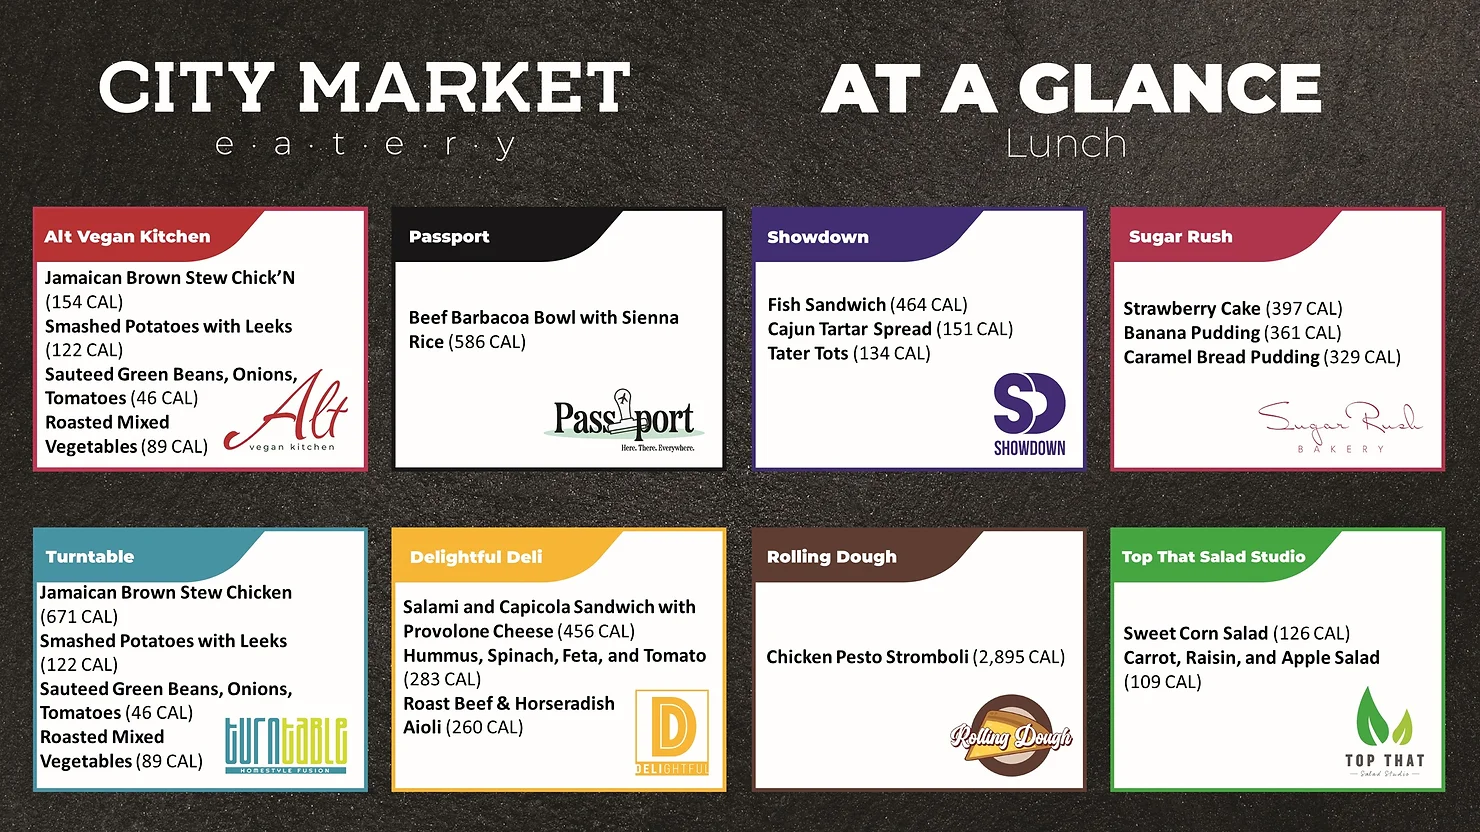 CITY MARKET
e·a·t·e·r·y
AT A GLANCE
Lunch
Alt Vegan Kitchen
Jamaican Brown Stew Chick’N
(154 CAL)
Smashed Potatoes with Leeks
(122 CAL)
Sauteed Green Beans, Onions,
Tomatoes (46 CAL)
Roasted Mixed
Vegetables (89 CAL)
Alt
vegan kitchen
Passport
Beef Barbacoa Bowl with Sienna
Rice (586 CAL)
Passport
Here. There. Everywhere.
Showdown
Fish Sandwich (464 CAL)
Cajun Tartar Spread (151 CAL)
Tater Tots (134 CAL)
SD
SHOWDOWN
Sugar Rush
Strawberry Cake (397 CAL)
Banana Pudding (361 CAL)
Caramel Bread Pudding (329 CAL)
Sugar Rush
BAKERY
Turntable
Jamaican Brown Stew Chicken
(671 CAL)
Smashed Potatoes with Leeks
(122 CAL)
Sauteed Green Beans, Onions,
Tomatoes (46 CAL)
Roasted Mixed
Vegetables (89 CAL)
turntable
HOMESTYLE FUSION
Delightful Deli
Salami and Capicola Sandwich with
Provolone Cheese (456 CAL)
Hummus, Spinach, Feta, and Tomato
(283 CAL)
Roast Beef & Horseradish
Aioli (260 CAL)
D
DELIGHTFUL
Rolling Dough
Chicken Pesto Stromboli (2,895 CAL)
Rolling Dough
Top That Salad Studio
Sweet Corn Salad (126 CAL)
Carrot, Raisin, and Apple Salad
(109 CAL)
TOP THAT
Salad Studio